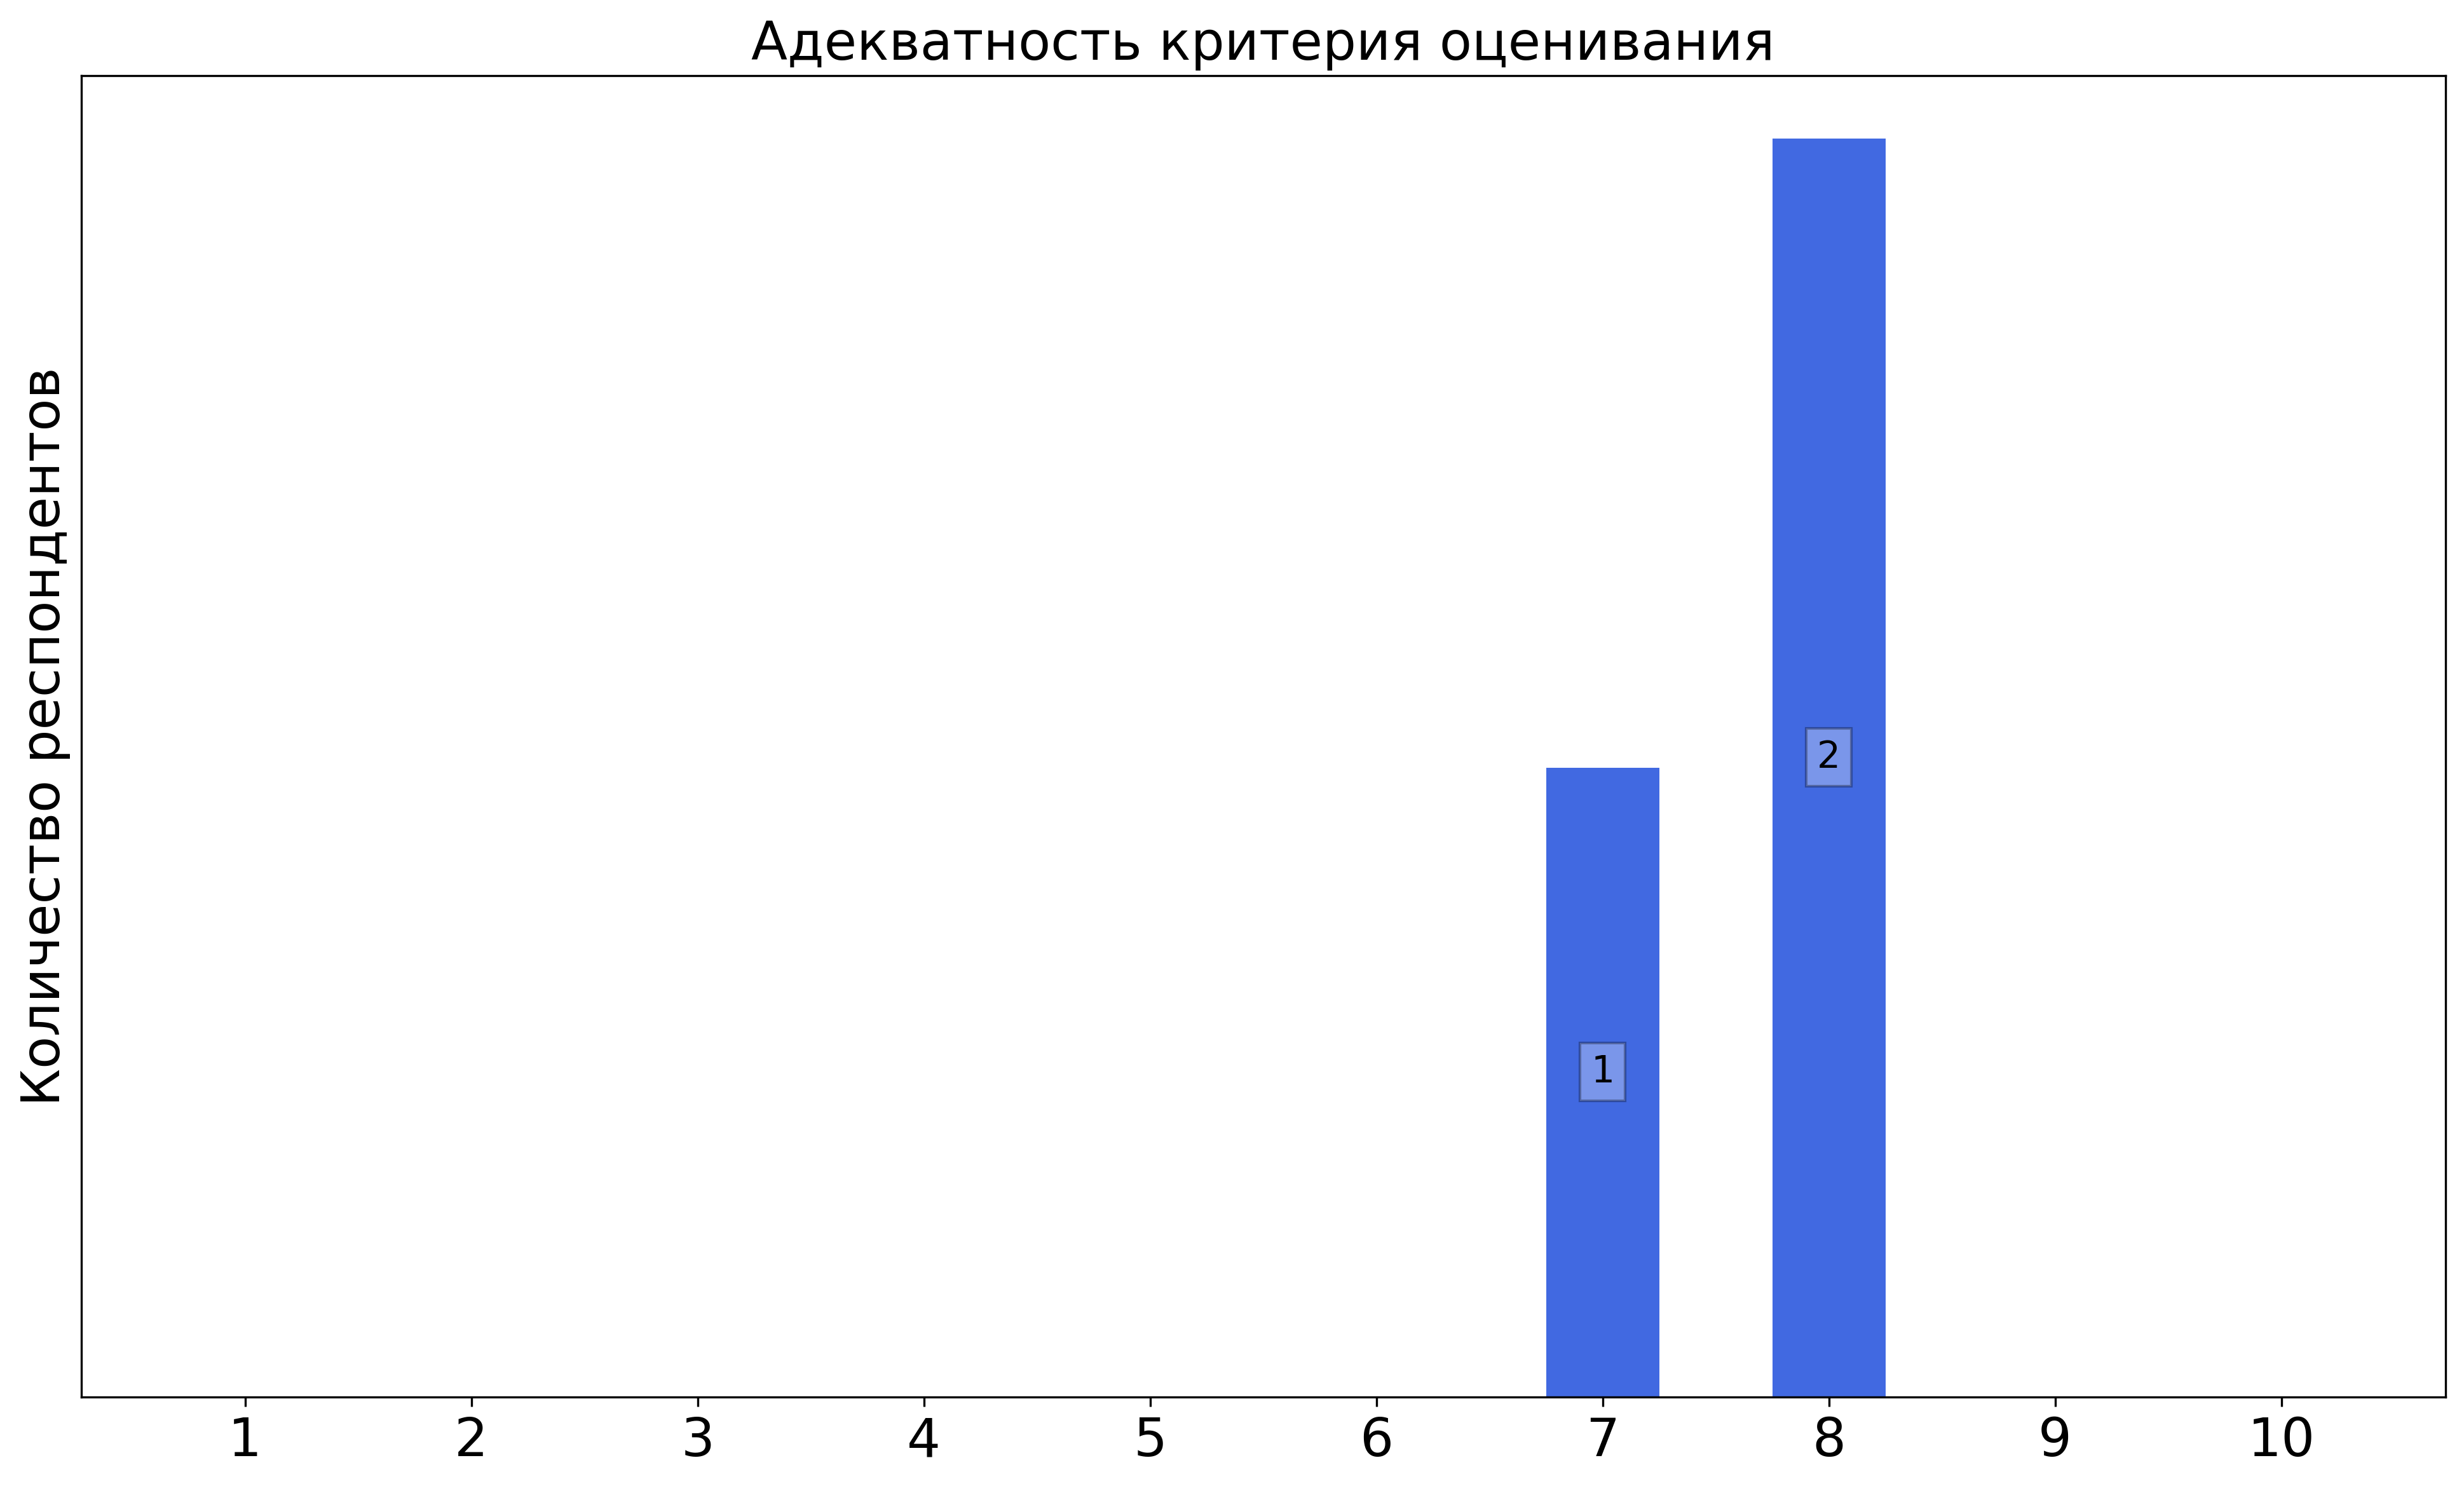 Адекватность критерия оценивания
Количество респондентов
2
1
1 2 3 4 5 6 7 8 9 10